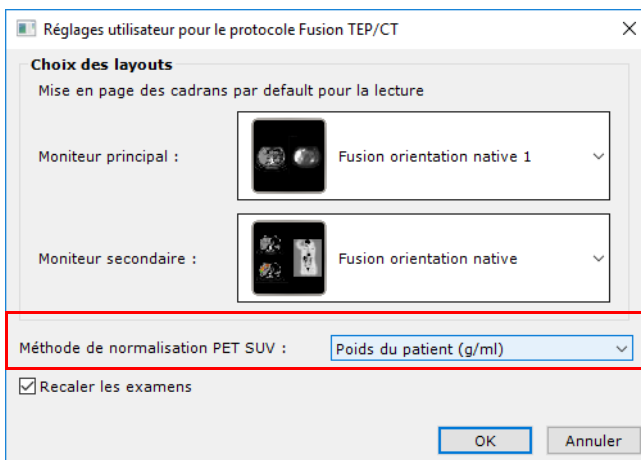 Réglages utilisateur pour le protocole Fusion TEP/CT
Choix des layouts
Mise en page des cadrans par default pour la lecture
Moniteur principal :
Fusion orientation native 1
Moniteur secondaire :
Fusion orientation native
Méthode de normalisation PET SUV :
Poids du patient (g/ml)
Recaler les examens
OK
Annuler